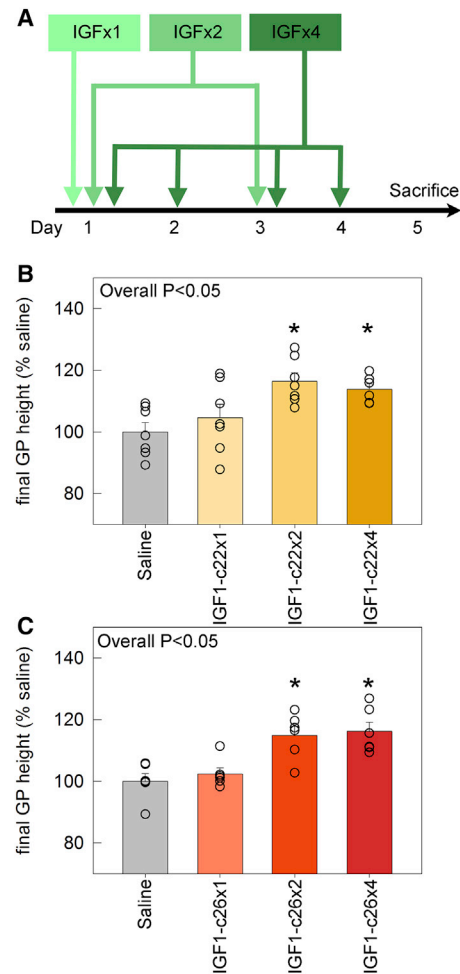 A
IGFx1 IGFx2 IGFx4
Sacrifice
Day 1 2 3 4 5
B
Overall P<0.05
final GP height (% saline)
140
120
100
80
* *
Saline
IGF1-c22x1
IGF1-c22x2
IGF1-c22x4
C
Overall P<0.05
final GP height (% saline)
140
120
100
80
* *
Saline
IGF1-c26x1
IGF1-c26x2
IGF1-c26x4